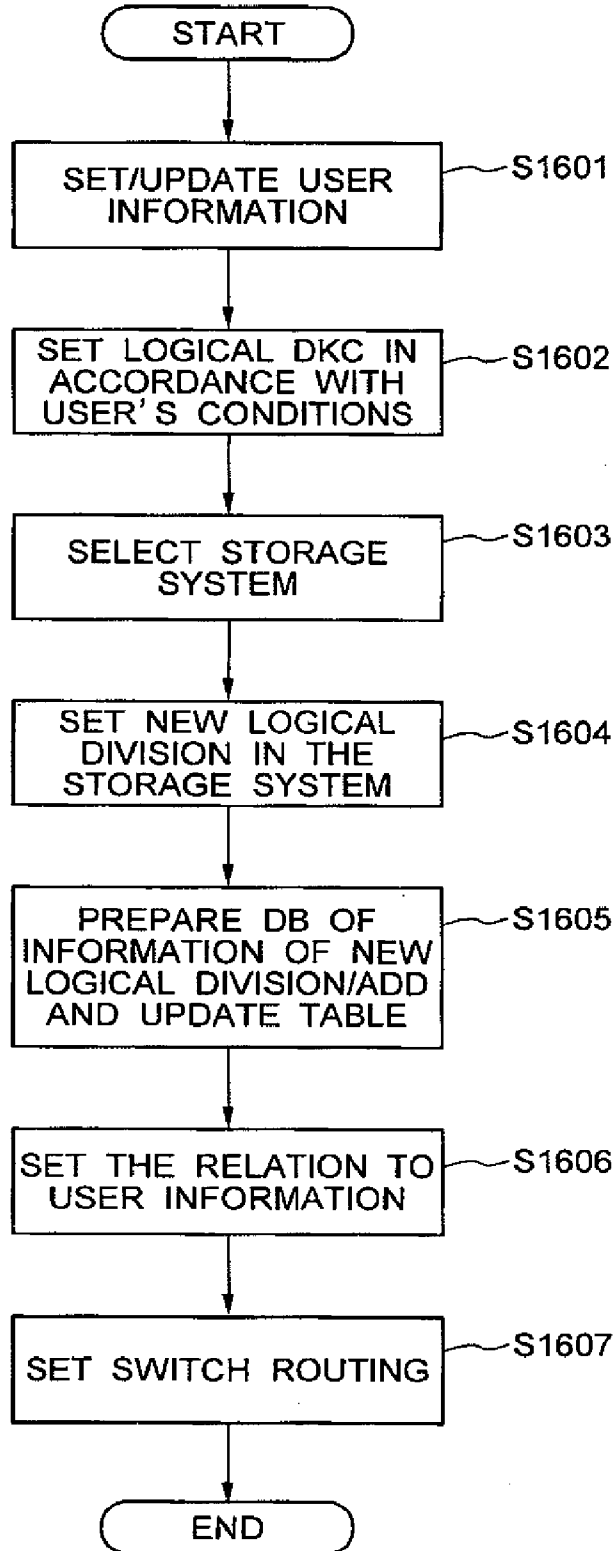 START
SET/UPDATE USER
INFORMATION
S1601
SET LOGICAL DKC IN
ACCORDANCE WITH
USER'S CONDITIONS
S1602
SELECT STORAGE
SYSTEM
S1603
SET NEW LOGICAL
DIVISION IN THE
STORAGE SYSTEM
S1604
PREPARE DB OF
INFORMATION OF NEW
LOGICAL DIVISION/ADD
AND UPDATE TABLE
S1605
SET THE RELATION TO
USER INFORMATION
S1606
SET SWITCH ROUTING
S1607
END